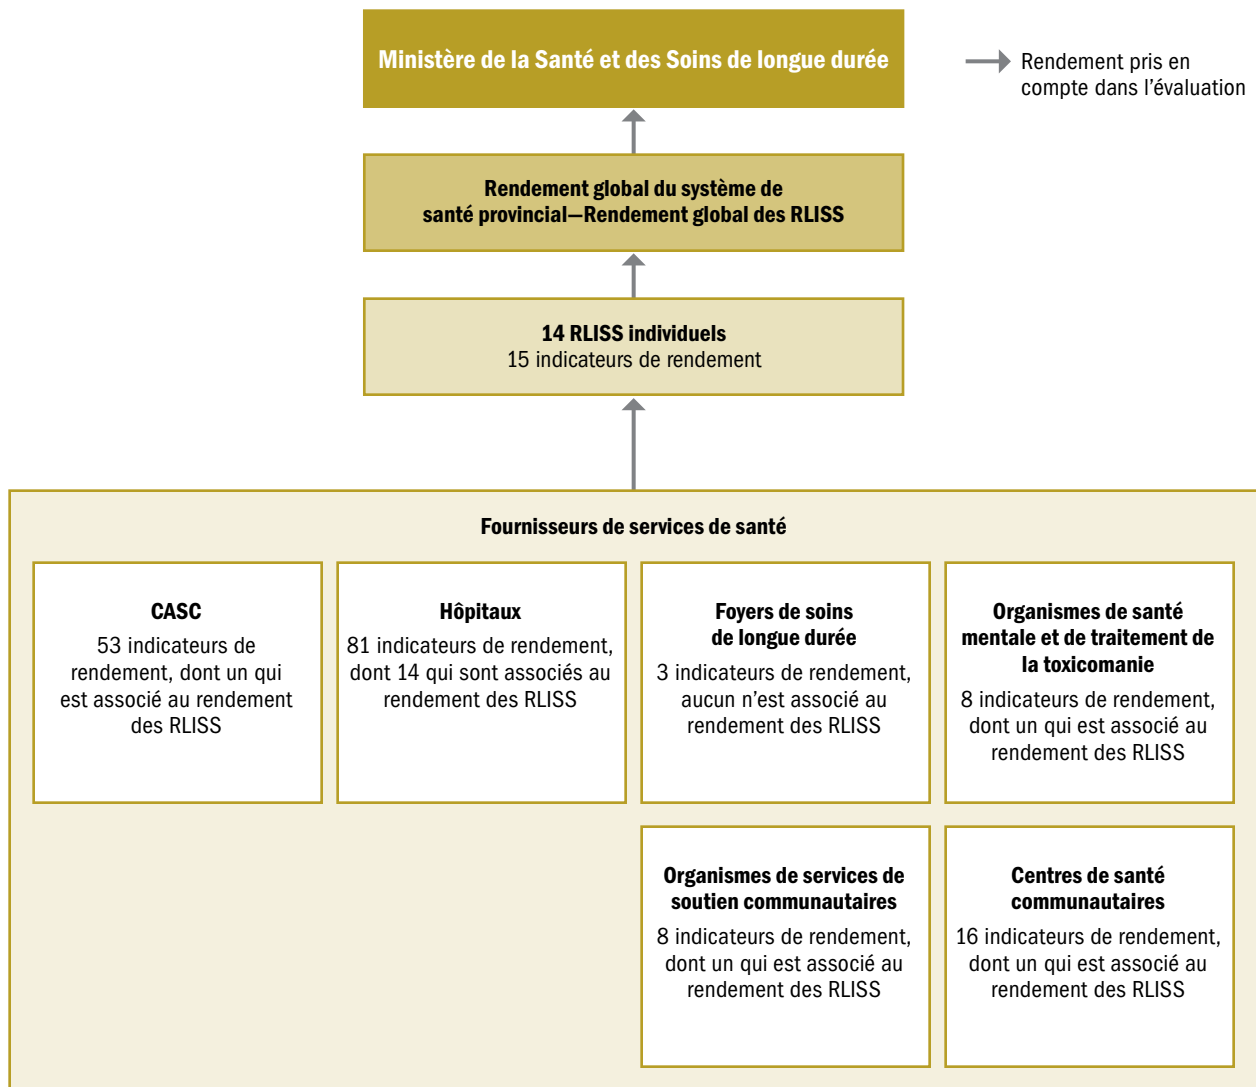 Ministère de la Santé et des Soins de longue durée
Rendement pris en
compte dans l'évaluation
Rendement global du système de
santé provincial—Rendement global des RLISS
14 RLISS individuels
15 indicateurs de rendement
Fournisseurs de services de santé
CASC
53 indicateurs de
rendement, dont un qui
est associé au rendement
des RLISS
Hôpitaux
81 indicateurs de rendement,
dont 14 qui sont associés au
rendement des RLISS
Foyers de soins
de longue durée
3 indicateurs de rendement,
aucun n'est associé au
rendement des RLISS
Organismes de santé
mentale et de traitement de
la toxicomanie
8 indicateurs de rendement,
dont un qui est associé au
rendement des RLISS
Organismes de services de
soutien communautaires
8 indicateurs de rendement,
dont un qui est associé au
rendement des RLISS
Centres de santé
communautaires
16 indicateurs de rendement,
dont un qui est associé au
rendement des RLISS